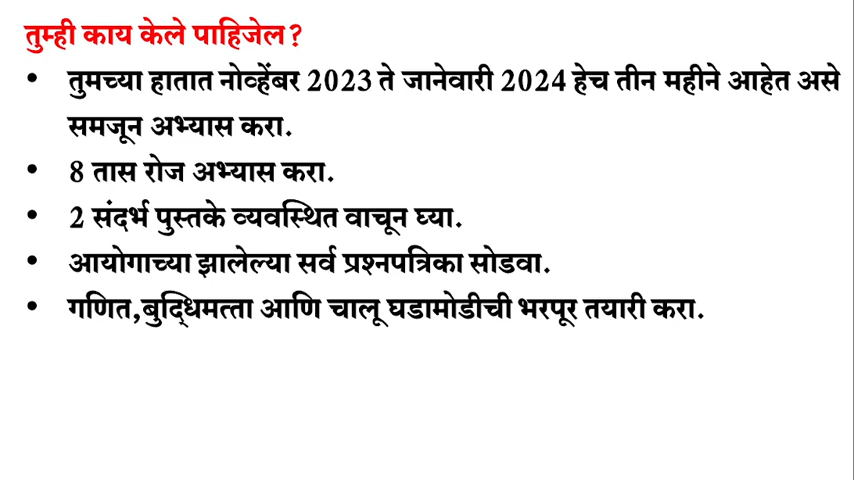 तुम्ही काय केले पाहिजेल?
• तुमच्या हातात नोव्हेंबर 2023 ते जानेवारी 2024 हेच तीन महीने आहेत असे
समजून अभ्यास करा.
• 8 तास रोज अभ्यास करा.
• 2 संदर्भ पुस्तके व्यवस्थित वाचून घ्या.
• आयोगाच्या झालेल्या सर्व प्रश्नपत्रिका सोडवा.
• गणित,बुद्धिमत्ता आणि चालू घडामोडीची भरपूर तयारी करा.